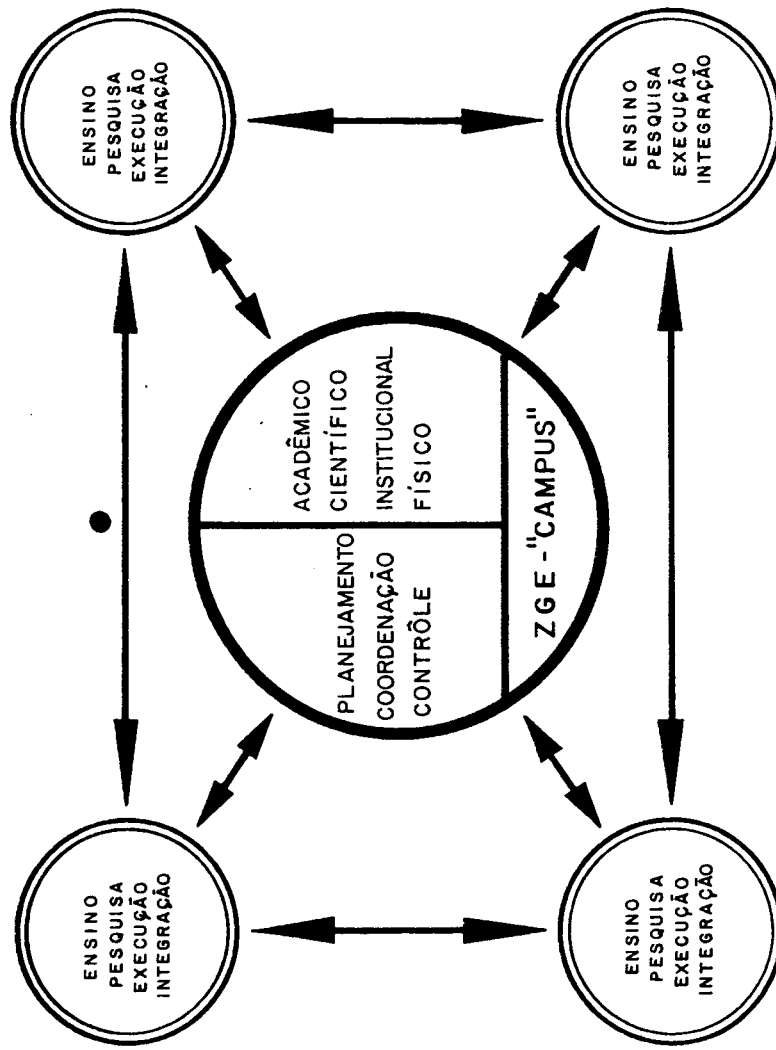 ENSINO
PESQUISA
EXECUÇÃO
INTEGRAÇÃO
ENSINO
PESQUISA
EXECUÇÃO
INTEGRAÇÃO
PLANEJAMENTO
COORDENAÇÃO
CONTRÔLE
ACADÊMICO
CIENTÍFICO
INSTITUCIONAL
FÍSICO
ZGE-"CAMPUS"
ENSINO
PESQUISA
EXECUÇÃO
INTEGRAÇÃO
ENSINO
PESQUISA
EXECUÇÃO
INTEGRAÇÃO